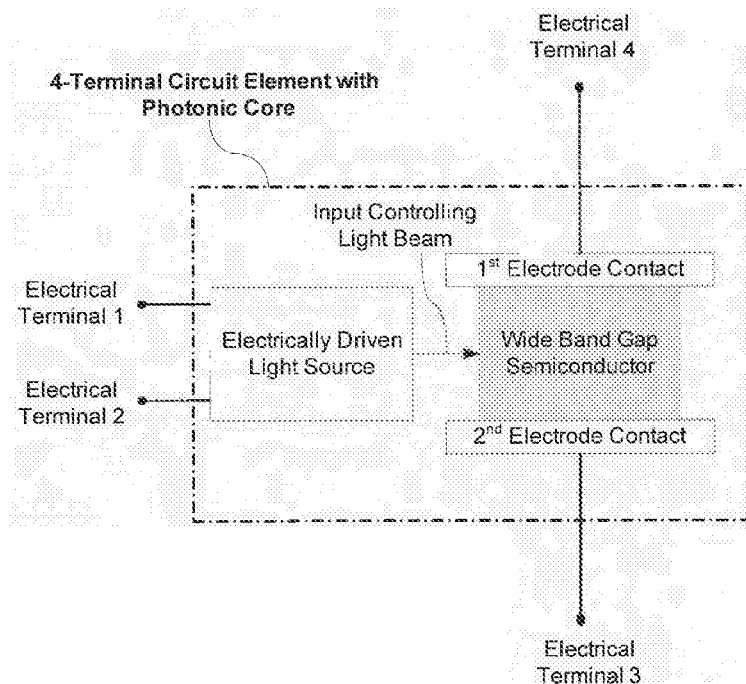 Electrical
Terminal 4
4-Terminal Circuit Element with
Photonic Core
Input Controlling
Light Beam
1st Electrode Contact
Electrical
Terminal 1
Electrically Driven
Light Source
Wide Band Gap
Semiconductor
Electrical
Terminal 2
2nd Electrode Contact
Electrical
Terminal 3